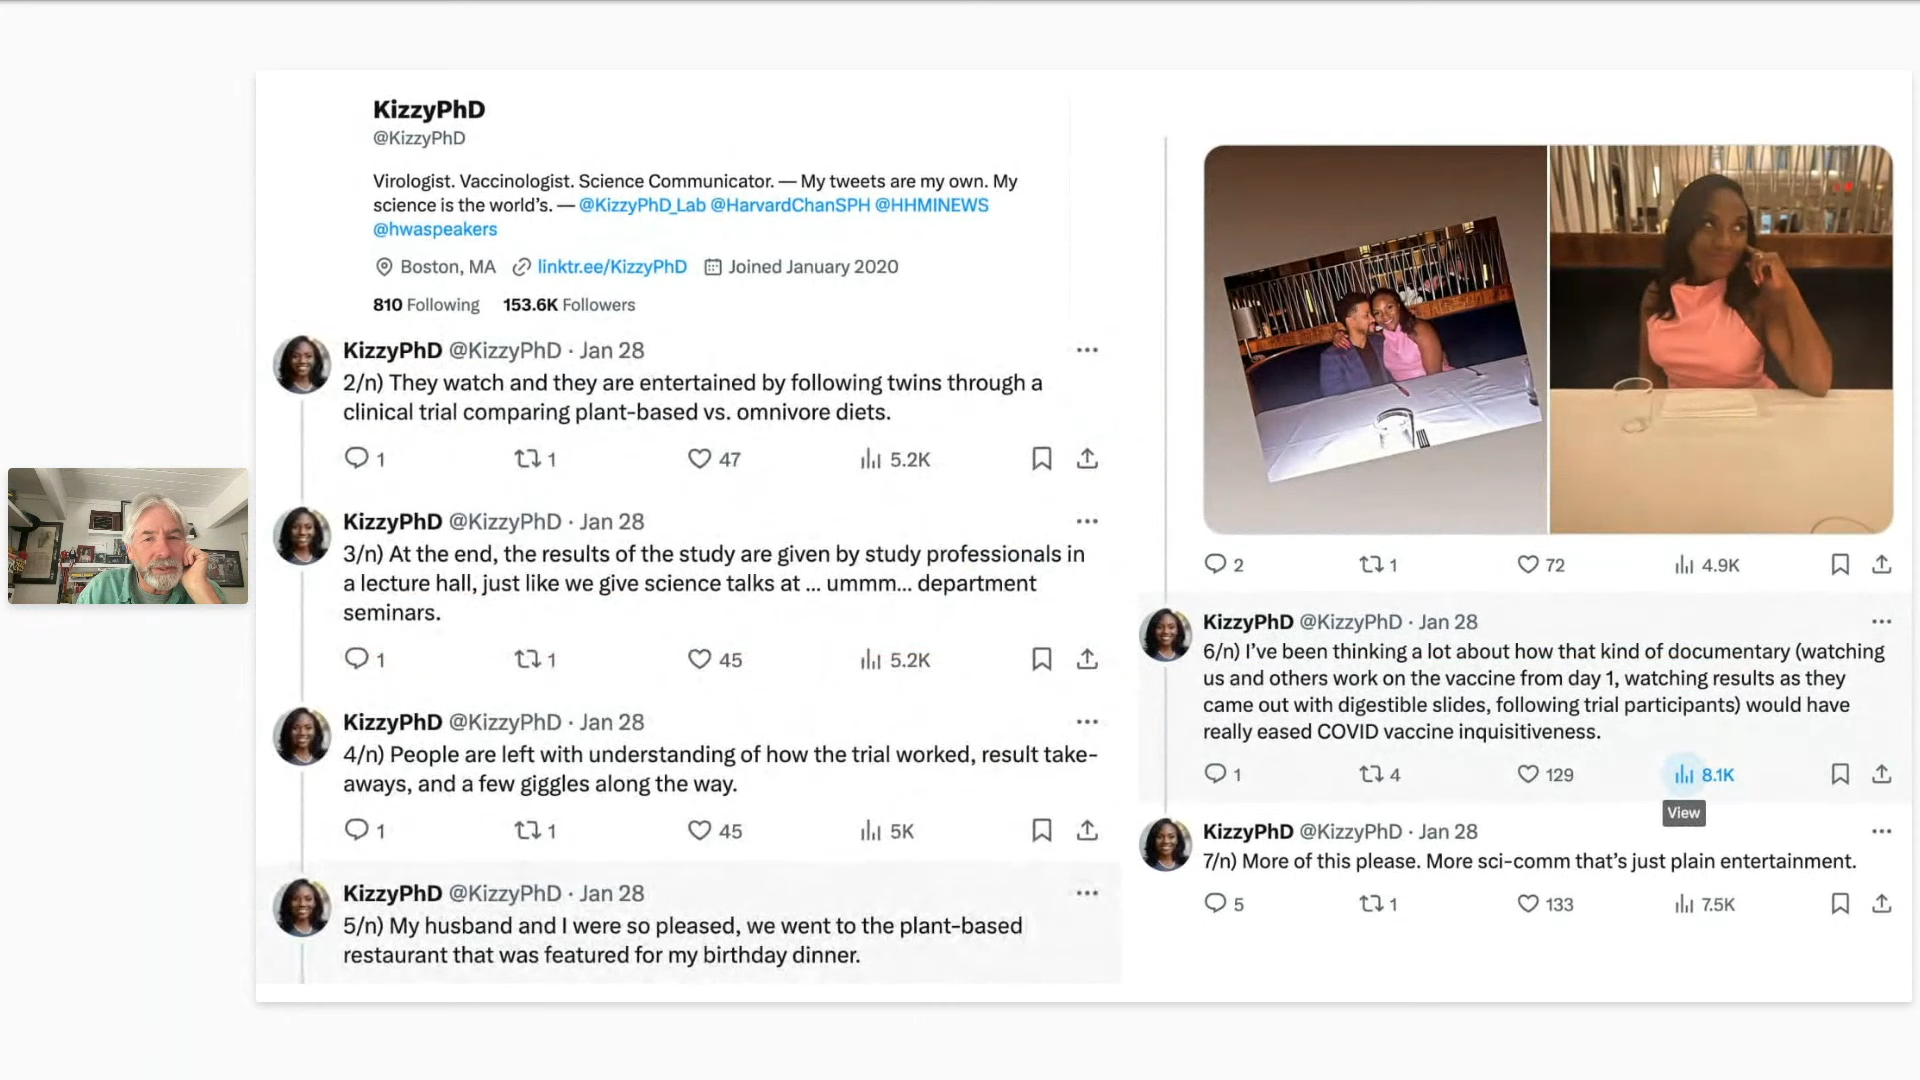 KizzyPhD
@KizzyPhD
Virologist. Vaccinologist. Science Communicator. — My tweets are my own. My
science is the world's. — @KizzyPhD_Lab @HarvardChanSPH @HHMINEWS
@hwaspeakers
Boston, MA linktr.ee/KizzyPhD Joined January 2020
810 Following 153.6K Followers
KizzyPhD @KizzyPhD · Jan 28
2/n) They watch and they are entertained by following twins through a
clinical trial comparing plant-based vs. omnivore diets.
1 1 47 5.2K
KizzyPhD @KizzyPhD · Jan 28
3/n) At the end, the results of the study are given by study professionals in
a lecture hall, just like we give science talks at ... ummm... department
seminars.
1 1 45 5.2K
KizzyPhD @KizzyPhD · Jan 28
4/n) People are left with understanding of how the trial worked, result take-
aways, and a few giggles along the way.
1 1 45 5K
KizzyPhD @KizzyPhD · Jan 28
5/n) My husband and I were so pleased, we went to the plant-based
restaurant that was featured for my birthday dinner.
2 1 72 4.9K
KizzyPhD @KizzyPhD · Jan 28
6/n) I've been thinking a lot about how that kind of documentary (watching
us and others work on the vaccine from day 1, watching results as they
came out with digestible slides, following trial participants) would have
really eased COVID vaccine inquisitiveness.
1 4 129 8.1K
View
KizzyPhD @KizzyPhD · Jan 28
7/n) More of this please. More sci-comm that's just plain entertainment.
5 1 133 7.5K